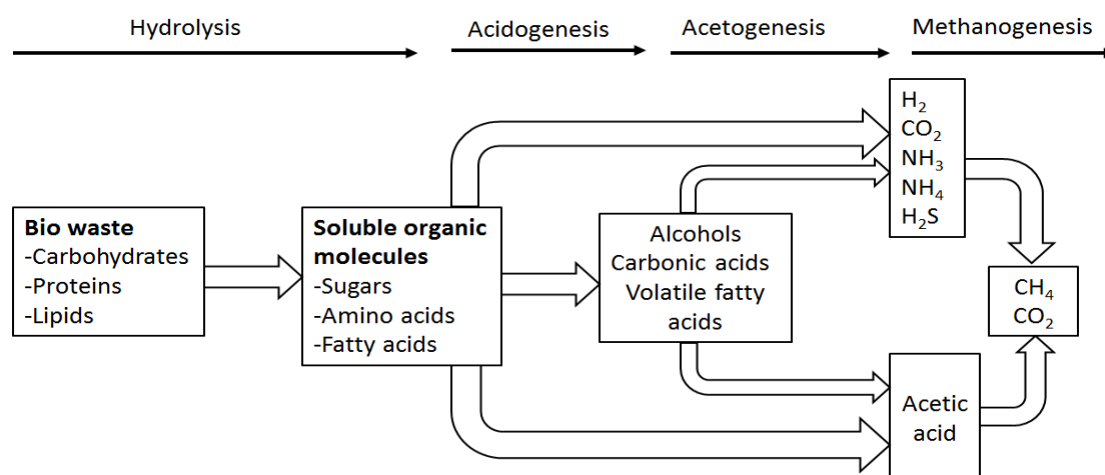 Hydrolysis
Acidogenesis
Acetogenesis
Methanogenesis
Bio waste
-Carbohydrates
-Proteins
-Lipids
Soluble organic
molecules
-Sugars
-Amino acids
-Fatty acids
Alcohols
Carbonic acids
Volatile fatty
acids
H₂
CO₂
NH₃
NH₄
H₂S
Acetic
acid
CH₄
CO₂